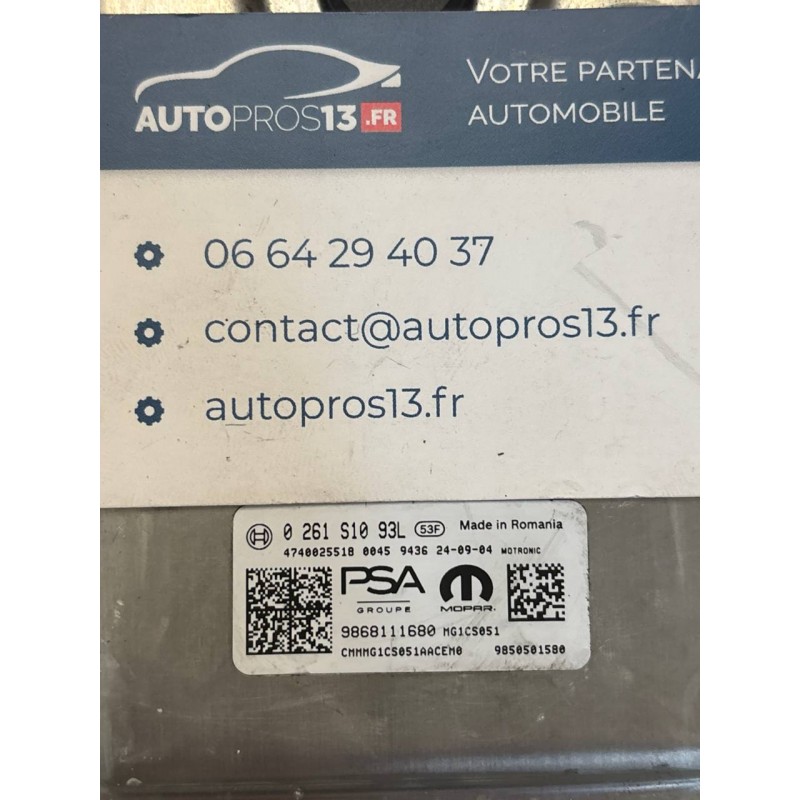 AUTOPROS13.FR
VOTRE PARTENA
AUTOMOBILE
06 64 29 40 37
contact@autopros13.fr
autopros13.fr
0 261 S10 93L 53F Made in Romania
4740025518 0045 9436 24-09-04 MOTRONIC
PSA
GROUPE
MOPAR
9868111680 MG1CS051
CMMMG1CS051AACEM0 9850501580